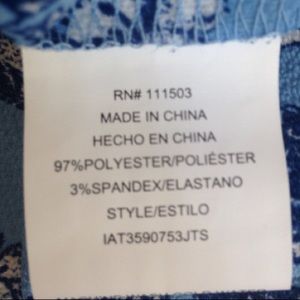 RN# 111503
MADE IN CHINA
HECHO EN CHINA
97%POLYESTER/POLIÉSTER
3%SPANDEX/ELASTANO
STYLE/ESTILO
IAT3590753JTS